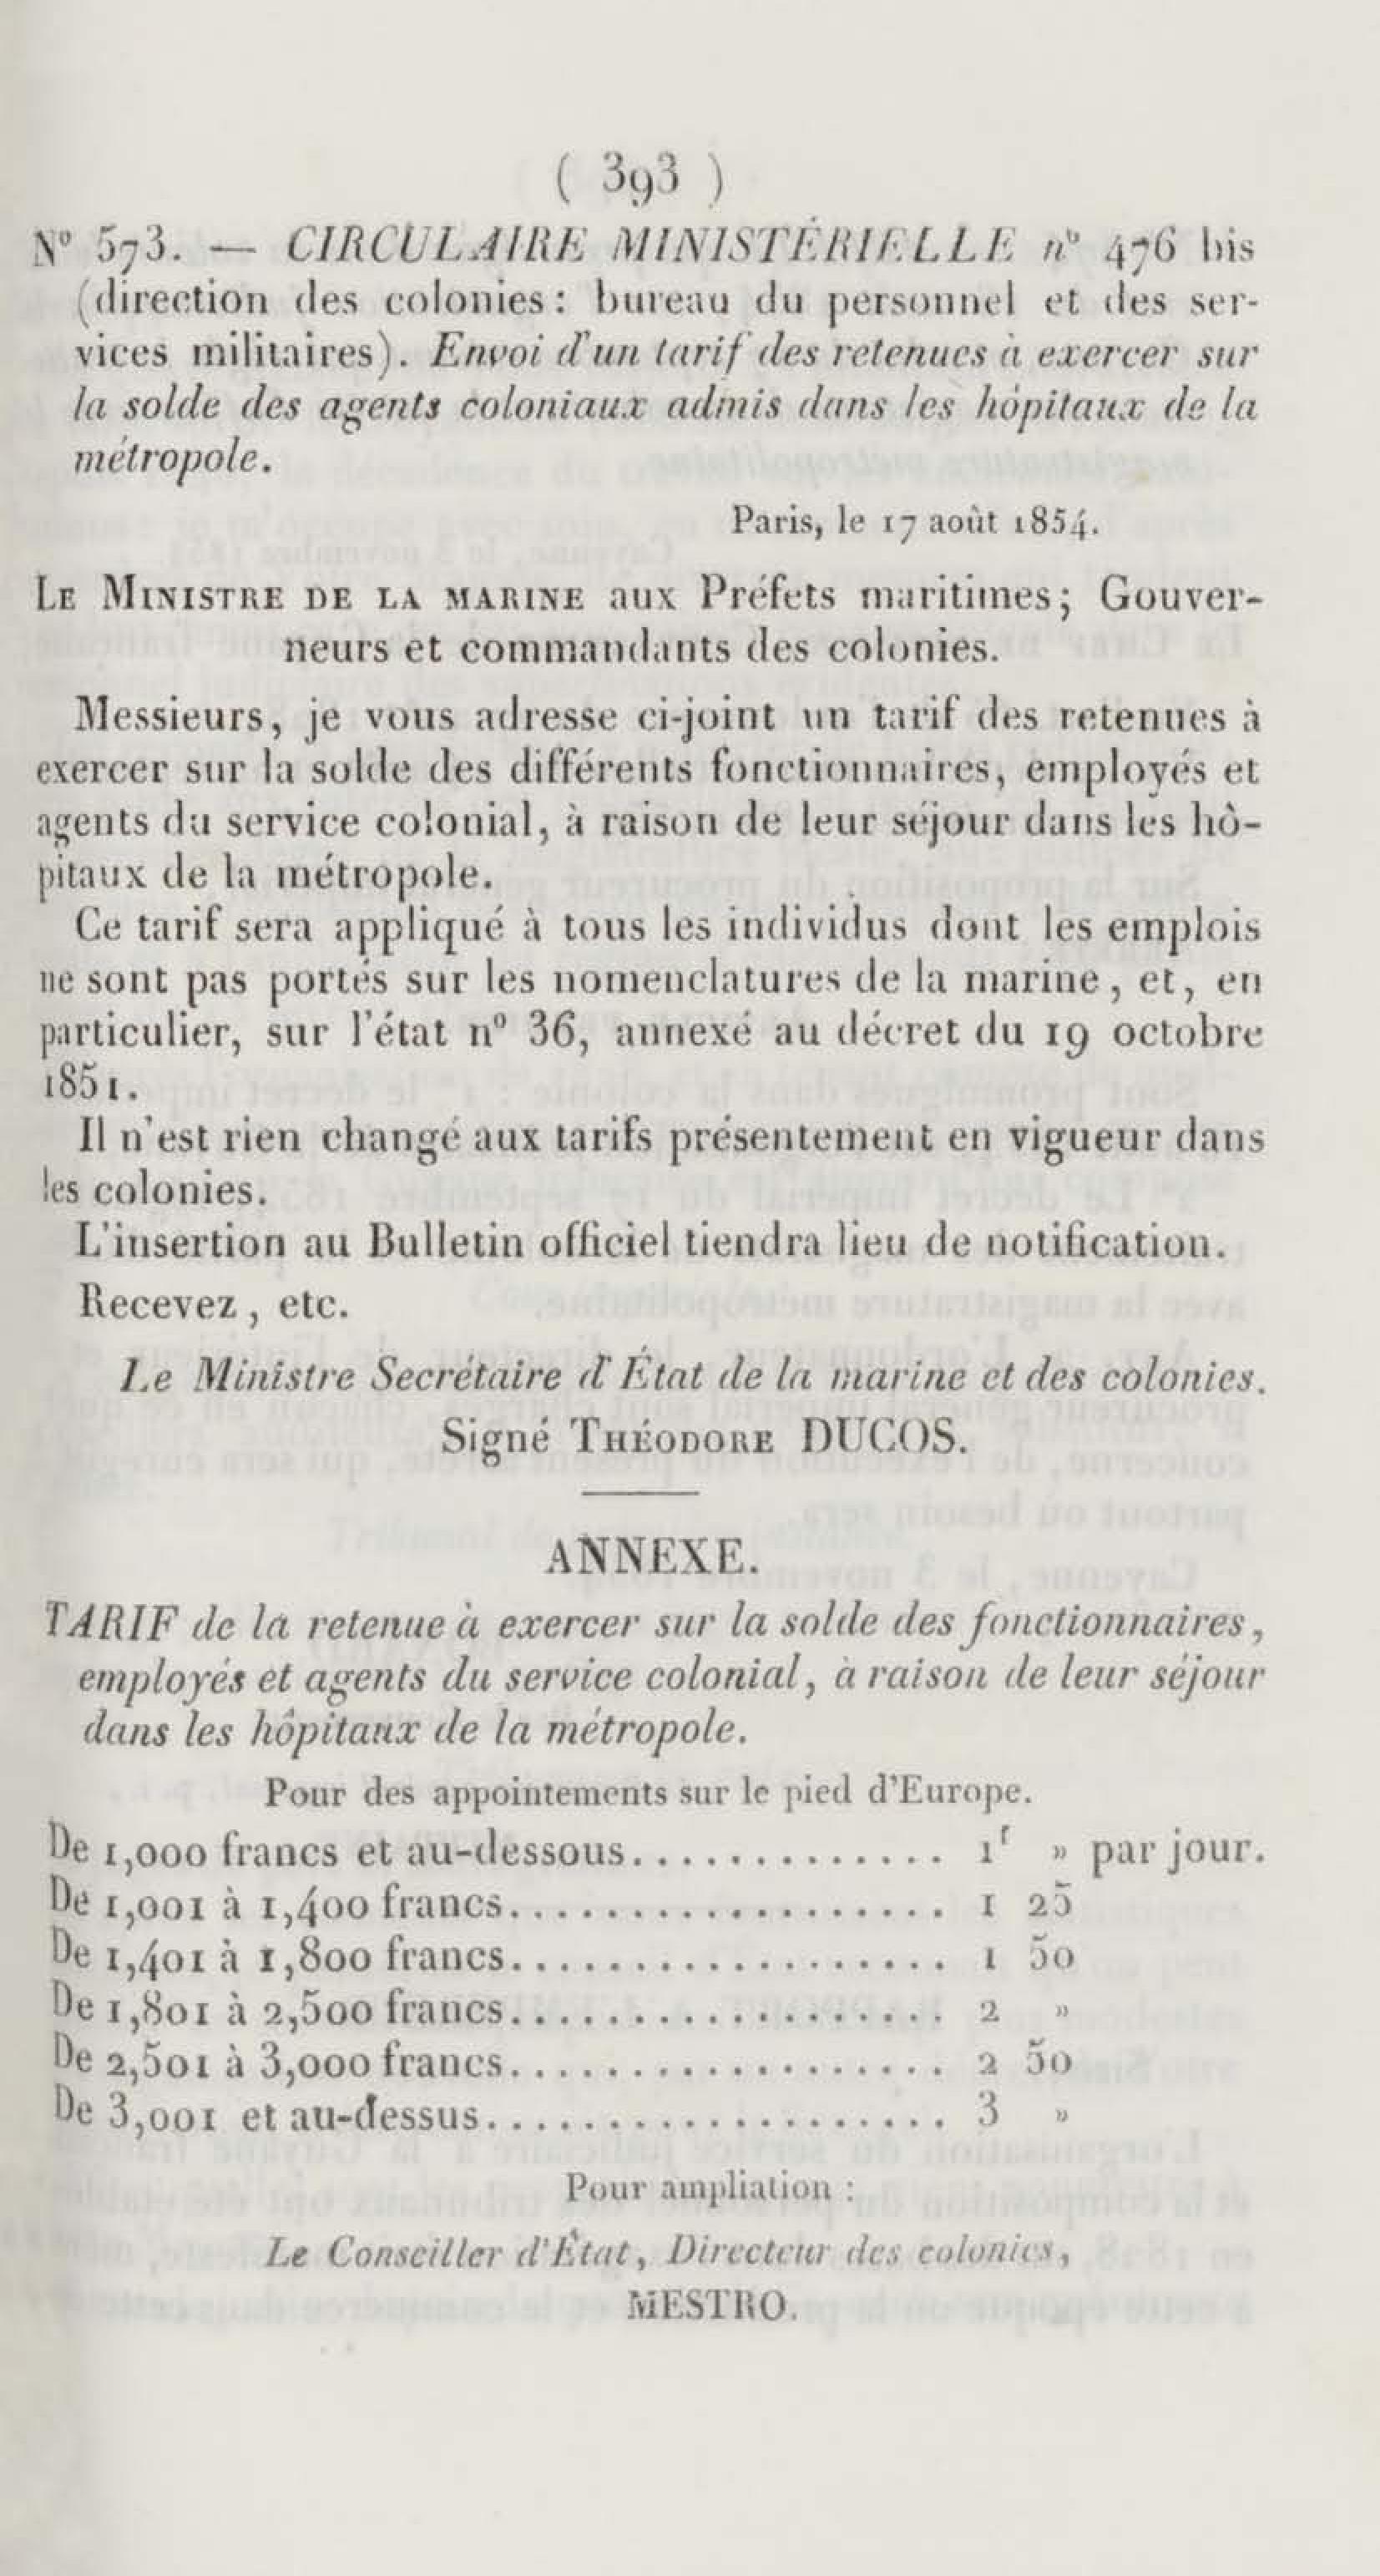 ( 393 )
N° 573. — CIRCULAIRE MINISTÉRIELLE n° 476 bis
(direction des colonies: bureau du personnel et des ser-
vices militaires). Envoi d'un tarif des retenues à exercer sur
la solde des agents coloniaux admis dans les hôpitaux de la
métropole.
Paris, le 17 août 1854.
LE MINISTRE DE LA MARINE aux Préfets maritimes; Gouver-
neurs et commandants des colonies.
Messieurs, je vous adresse ci-joint un tarif des retenues à
exercer sur la solde des différents fonctionnaires, employés et
agents du service colonial, à raison de leur séjour dans les hô-
pitaux de la métropole.
Ce tarif sera appliqué à tous les individus dont les emplois
ne sont pas portés sur les nomenclatures de la marine, et, en
particulier, sur l'état n° 36, annexé au décret du 19 octobre
1851.
Il n'est rien changé aux tarifs présentement en vigueur dans
les colonies.
L'insertion au Bulletin officiel tiendra lieu de notification.
Recevez, etc.
Le Ministre Secrétaire d'État de la marine et des colonies.
Signé THÉODORE DUCOS.
ANNEXE.
TARIF de la retenue à exercer sur la solde des fonctionnaires,
employés et agents du service colonial, à raison de leur séjour
dans les hôpitaux de la métropole.
Pour des appointements sur le pied d'Europe.
De 1,000 francs et au-dessous............. 1f » par jour.
De 1,001 à 1,400 francs.................. 1 25
De 1,401 à 1,800 francs.................. 1 50
De 1,801 à 2,500 francs.................. 2 »
De 2,501 à 3,000 francs.................. 2 50
De 3,001 et au-dessus................... 3 »
Pour ampliation :
Le Conseiller d'État, Directeur des colonies,
MESTRO.